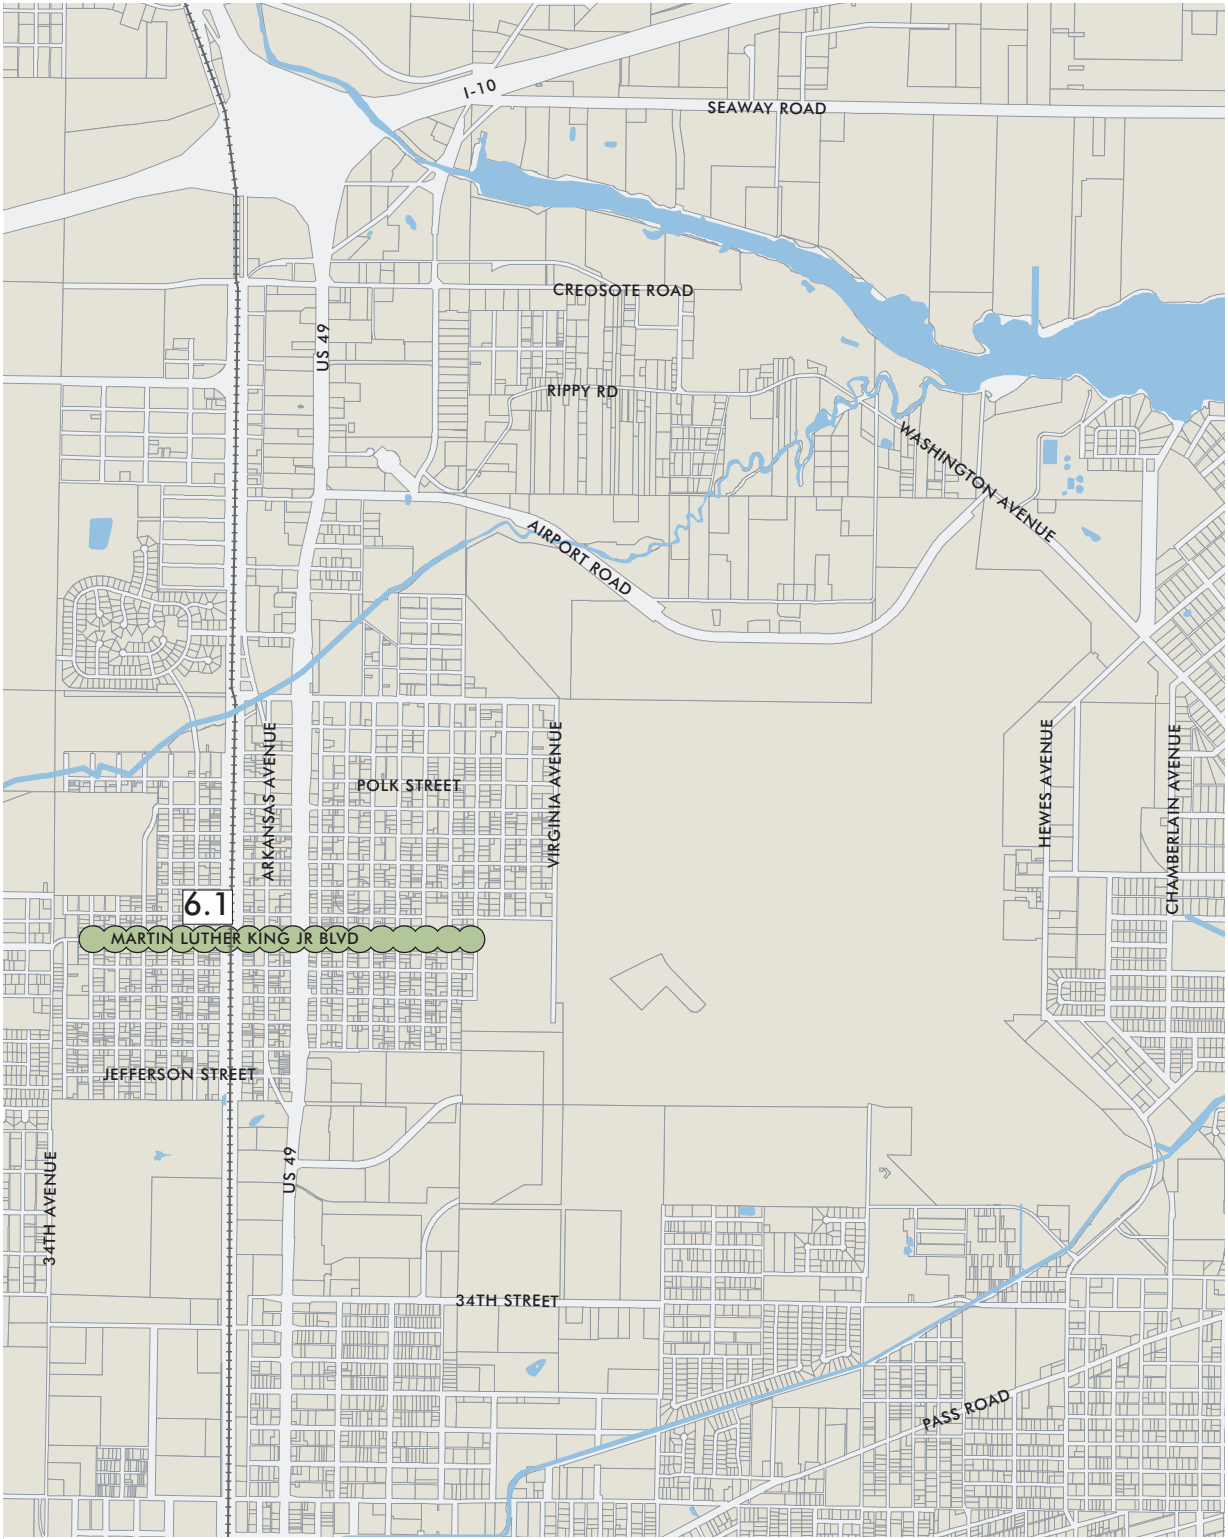 I-10
SEAWAY ROAD
CREOSOTE ROAD
US 49
RIPPY RD
WASHINGTON AVENUE
AIRPORT ROAD
ARKANSAS AVENUE
VIRGINIA AVENUE
HEWES AVENUE
CHAMBERLAIN AVENUE
POLK STREET
6.1
MARTIN LUTHER KING JR BLVD
JEFFERSON STREET
34TH AVENUE
US 49
34TH STREET
PASS ROAD